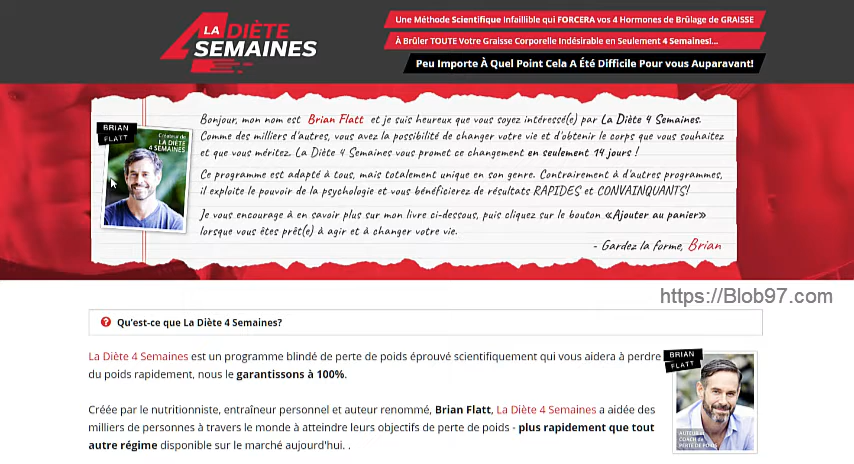 LA DIÈTE
4 SEMAINES
Une Méthode Scientifique Infaillible qui FORCERA vos 4 Hormones de Brûlage de GRAISSE
À Brûler TOUTE Votre Graisse Corporelle Indésirable en Seulement 4 Semaines!...
Peu Importe À Quel Point Cela A Été Difficile Pour vous Auparavant!
BRIAN
FLATT
Créateur de
LA DIÈTE
4 SEMAINES
Bonjour, mon nom est Brian Flatt et je suis heureux que vous soyez intéressé(e) par La Diète 4 Semaines.
Comme des milliers d'autres, vous avez la possibilité de changer votre vie et d'obtenir le corps que vous souhaitez
et que vous méritez. La Diète 4 Semaines vous promet ce changement en seulement 14 jours !
Ce programme est adapté à tous, mais totalement unique en son genre. Contrairement à d'autres programmes,
il exploite le pouvoir de la psychologie et vous bénéficierez de résultats RAPIDES et CONVAINQUANTS!
Je vous encourage à en savoir plus sur mon livre ci-dessous, puis cliquez sur le bouton «Ajouter au panier»
lorsque vous êtes prêt(e) à agir et à changer votre vie.
- Gardez la forme, Brian
https://Blob97.com
Qu'est-ce que La Diète 4 Semaines?
La Diète 4 Semaines est un programme blindé de perte de poids éprouvé scientifiquement qui vous aidera à perdre
du poids rapidement, nous le garantissons à 100%.
BRIAN
FLATT
Créée par le nutritionniste, entraîneur personnel et auteur renommé, Brian Flatt, La Diète 4 Semaines a aidée des
milliers de personnes à travers le monde à atteindre leurs objectifs de perte de poids - plus rapidement que tout
autre régime disponible sur le marché aujourd'hui. .
AUTEUR et
COACH de
PERTE DE POIDS